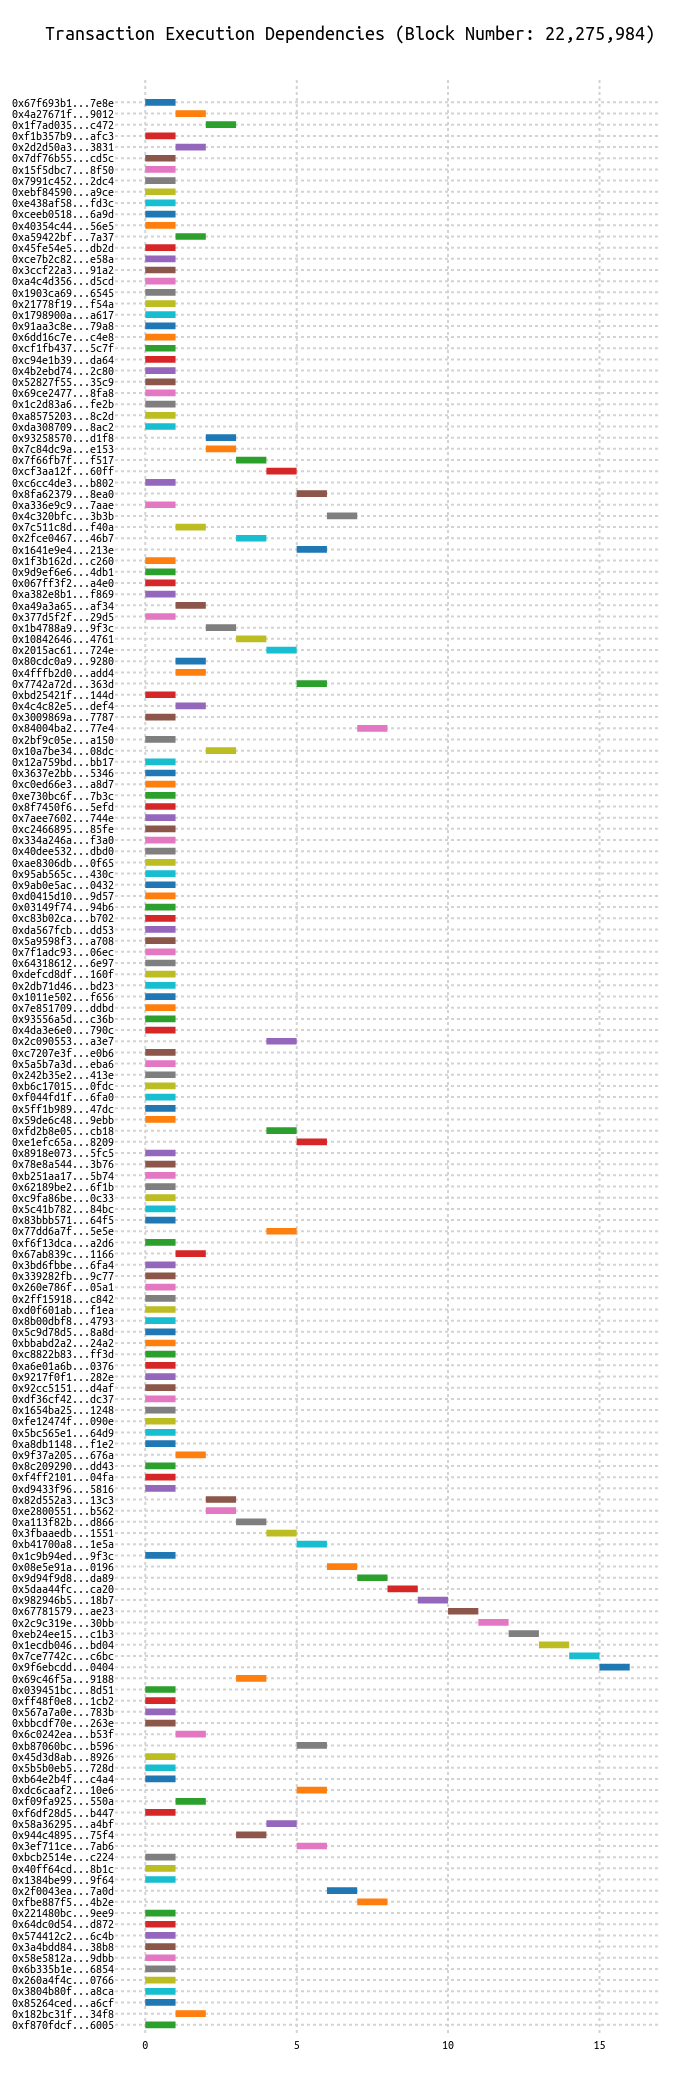 Transaction Execution Dependencies (Block Number: 22,275,984)
0x67f693b1...7e8e
0x4a27671f...9012
0x1f7ad035...c472
0xf1b357b9...afc3
0x2d2d50a3...3831
0x7df76b55...cd5c
0x15f5dbc7...8f50
0x7991c452...2dc4
0xebf84590...a9ce
0xe438af58...fd3c
0xceeb0518...6a9d
0x40354c44...56e5
0xa59422bf...7a37
0x45fe54e5...db2d
0xce7b2c82...e58a
0x3ccf22a3...91a2
0xa4c4d356...d5cd
0x1903ca69...6545
0x21778f19...f54a
0x1798900a...a617
0x91aa3c8e...79a8
0x6dd16c7e...c4e8
0xcf1fb437...5c7f
0xc94e1b39...da64
0x4b2ebd74...2c80
0x52827f55...35c9
0x69ce2477...8fa8
0x1c2d83a6...fe2b
0xa8575203...8c2d
0xda308709...8ac2
0x93258570...d1f8
0x7c84dc9a...e153
0x7f66fb7f...f517
0xcf3aa12f...60ff
0xc6cc4de3...b802
0x8fa62379...8ea0
0xa336e9c9...7aae
0x4c320bfc...3b3b
0x7c511c8d...f40a
0x2fce0467...46b7
0x1641e9e4...213e
0x1f3b162d...c260
0x9d9ef6e6...4db1
0x067ff3f2...a4e0
0xa382e8b1...f869
0xa49a3a65...af34
0x377d5f2f...29d5
0x1b4788a9...9f3c
0x10842646...4761
0x2015ac61...724e
0x80cdc0a9...9280
0x4fffb2d0...add4
0x7742a72d...363d
0xbd25421f...144d
0x4c4c82e5...def4
0x3009869a...7787
0x84004ba2...77e4
0x2bf9c05e...a150
0x10a7be34...08dc
0x12a759bd...bb17
0x3637e2bb...5346
0xc0ed66e3...a8d7
0xe730bc6f...7b3c
0x8f7450f6...5efd
0x7aee7602...744e
0xc2466895...85fe
0x334a246a...f3a0
0x40dee532...dbd0
0xae8306db...0f65
0x95ab565c...430c
0x9ab0e5ac...0432
0xd0415d10...9d57
0x03149f74...94b6
0xc83b02ca...b702
0xda567fcb...dd53
0x5a9598f3...a708
0x7f1adc93...06ec
0x64318612...6e97
0xdefcd8df...160f
0x2db71d46...bd23
0x1011e502...f656
0x7e851709...ddbd
0x93556a5d...c36b
0x4da3e6e0...790c
0x2c090553...a3e7
0xc7207e3f...e0b6
0x5a5b7a3d...eba6
0x242b35e2...413e
0xb6c17015...0fdc
0xf044fd1f...6fa0
0x5ff1b989...47dc
0x59de6c48...9ebb
0xfd2b8e05...cb18
0xe1efc65a...8209
0x8918e073...5fc5
0x78e8a544...3b76
0xb251aa17...5b74
0x62189be2...6f1b
0xc9fa86be...0c33
0x5c41b782...84bc
0x83bbb571...64f5
0x77dd6a7f...5e5e
0xf6f13dca...a2d6
0x67ab839c...1166
0x3bd6fbbe...6fa4
0x339282fb...9c77
0x260e786f...05a1
0x2ff15918...c842
0xd0f601ab...f1ea
0x8b00dbf8...4793
0x5c9d78d5...8a8d
0xbbabd2a2...24a2
0xc8822b83...ff3d
0xa6e01a6b...0376
0x9217f0f1...282e
0x92cc5151...d4af
0xdf36cf42...dc37
0x1654ba25...1248
0xfe12474f...090e
0x5bc565e1...64d9
0xa8db1148...f1e2
0x9f37a205...676a
0x8c209290...dd43
0xf4ff2101...04fa
0xd9433f96...5816
0x82d552a3...13c3
0xe2800551...b562
0xa113f82b...d866
0x3fbaaedb...1551
0xb41700a8...1e5a
0x1c9b94ed...9f3c
0x08e5e91a...0196
0x9d94f9d8...da89
0x5daa44fc...ca20
0x982946b5...18b7
0x67781579...ae23
0x2c9c319e...30bb
0xeb24ee15...c1b3
0x1ecdb046...bd04
0x7ce7742c...c6bc
0x9f6ebcdd...0404
0x69c46f5a...9188
0x039451bc...8d51
0xff48f0e8...1cb2
0x567a7a0e...783b
0xbbcdf70e...263e
0x6c0242ea...b53f
0xb87060bc...b596
0x45d3d8ab...8926
0x5b5b0eb5...728d
0xb64e2b4f...c4a4
0xdc6caaf2...10e6
0xf09fa925...550a
0xf6df28d5...b447
0x58a36295...a4bf
0x944c4895...75f4
0x3ef711ce...7ab6
0xbcb2514e...c224
0x40ff64cd...8b1c
0x1384be99...9f64
0x2f0043ea...7a0d
0xfbe887f5...4b2e
0x221480bc...9ee9
0x64dc0d54...d872
0x574412c2...6c4b
0x3a4bdd84...38b8
0x58e5812a...9dbb
0x6b335b1e...6854
0x260a4f4c...0766
0x3804b80f...a8ca
0x85264ced...a6cf
0x182bc31f...34f8
0xf870fdcf...6005
0 5 10 15